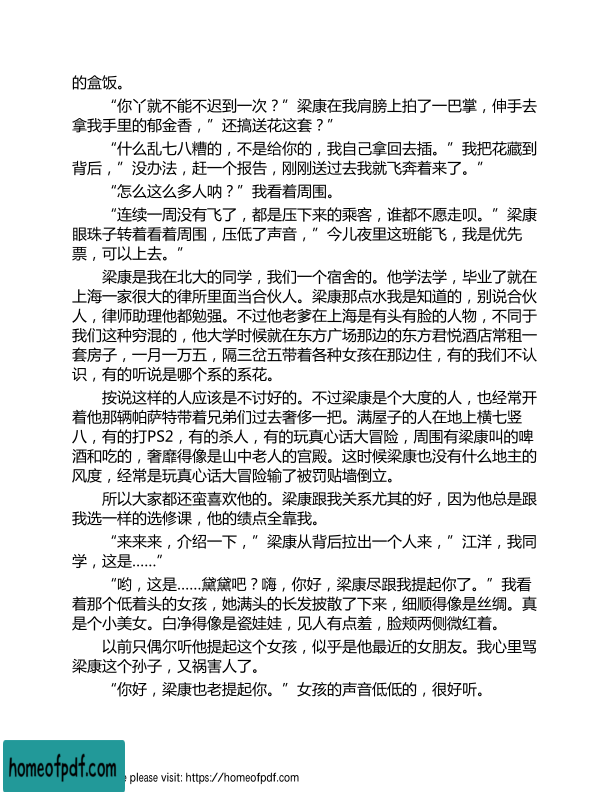 的盒饭。
“你丫就不能不迟到一次？”梁康在我肩膀上拍了一巴掌，伸手去
拿我手里的郁金香，”还搞送花这套？”
“什么乱七八糟的，不是给你的，我自己拿回去插。”我把花藏到
背后，”没办法，赶一个报告，刚刚送过去我就飞奔着来了。”
“怎么这么多人呐？”我看着周围。
“连续一周没有飞了，都是压下来的乘客，谁都不愿走呗。”梁康
眼珠子转着看着周围，压低了声音，”今儿夜里这班能飞，我是优先
票，可以上去。”
梁康是我在北大的同学，我们一个宿舍的。他学法学，毕业了就在
上海一家很大的律所里面当合伙人。梁康那点水我是知道的，别说合伙
人，律师助理他都勉强。不过他老爹在上海是有头有脸的人物，不同于
我们这种穷混的，他大学时候就在东方广场那边的东方君悦酒店常租一
套房子，一月一万五，隔三岔五带着各种女孩在那边住，有的我们不认
识，有的听说是哪个系的系花。
按说这样的人应该是不讨好的。不过梁康是个大度的人，也经常开
着他那辆帕萨特带着兄弟们过去奢侈一把。满屋子的人在地上横七竖
八，有的打PS2，有的杀人，有的玩真心话大冒险，周围有梁康叫的啤
酒和吃的，奢靡得像是山中老人的宫殿。这时候梁康也没有什么地主的
风度，经常是玩真心话大冒险输了被罚贴墙倒立。
所以大家都还蛮喜欢他的。梁康跟我关系尤其的好，因为他总是跟
我选一样的选修课，他的绩点全靠我。
“来来来，介绍一下，”梁康从背后拉出一个人来，”江洋，我同
学，这是……”
“哟，这是……黛黛吧？嗨，你好，梁康尽跟我提起你了。”我看
着那个低着头的女孩，她满头的长发披散了下来，细顺得像是丝绸。真
是个小美女。白净得像是瓷娃娃，见人有点羞，脸颊两侧微红着。
以前只偶尔听他提起这个女孩，似乎是他最近的女朋友。我心里骂
梁康这个孙子，又祸害人了。
“你好，梁康也老提起你。”女孩的声音低低的，很好听。
homeofpdf.com
e please visit: https://homeofpdf.com